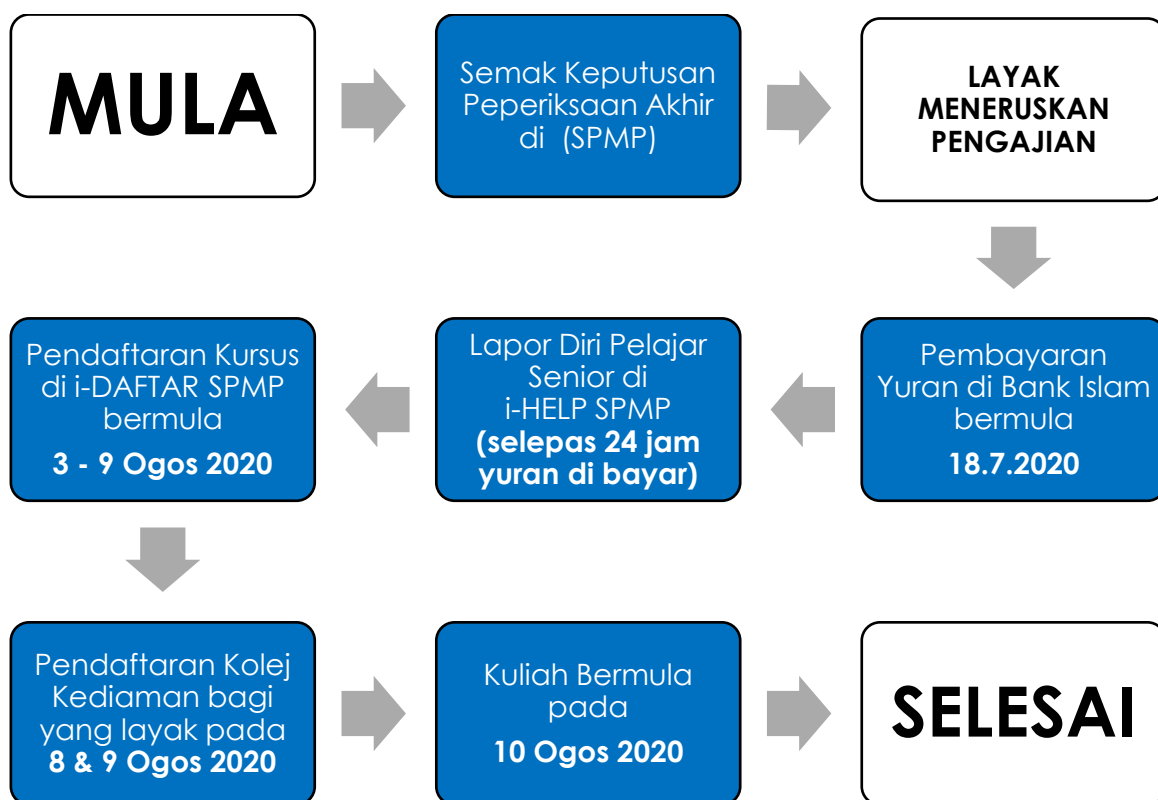 MULA
Semak Keputusan
Peperiksaan Akhir
di (SPMP)
LAYAK
MENERUSKAN
PENGAJIAN
Pembayaran
Yuran di Bank Islam
bermula
18.7.2020
Lapor Diri Pelajar
Senior di
i-HELP SPMP
(selepas 24 jam
yuran di bayar)
Pendaftaran Kursus
di i-DAFTAR SPMP
bermula
3 - 9 Ogos 2020
Pendaftaran Kolej
Kediaman bagi
yang layak pada
8 & 9 Ogos 2020
Kuliah Bermula
pada
10 Ogos 2020
SELESAI